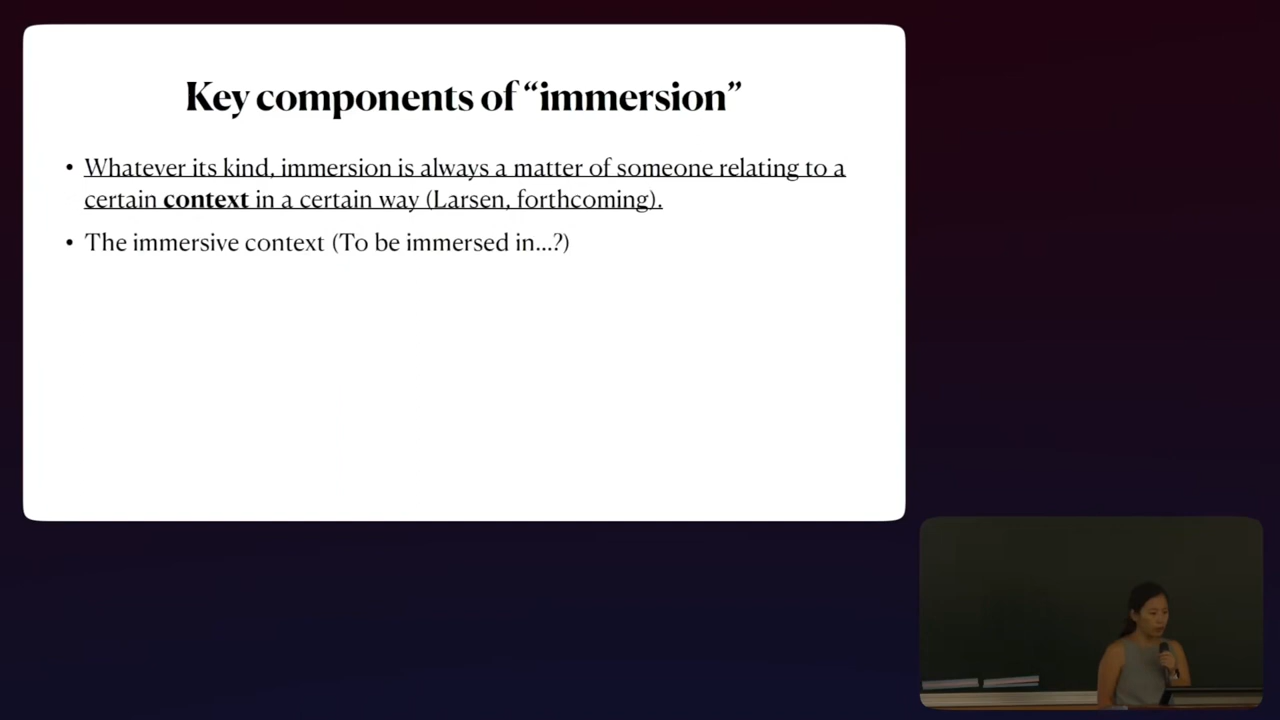 Key components of “immersion”
• Whatever its kind, immersion is always a matter of someone relating to a
certain context in a certain way (Larsen, forthcoming).
• The immersive context (To be immersed in...?)